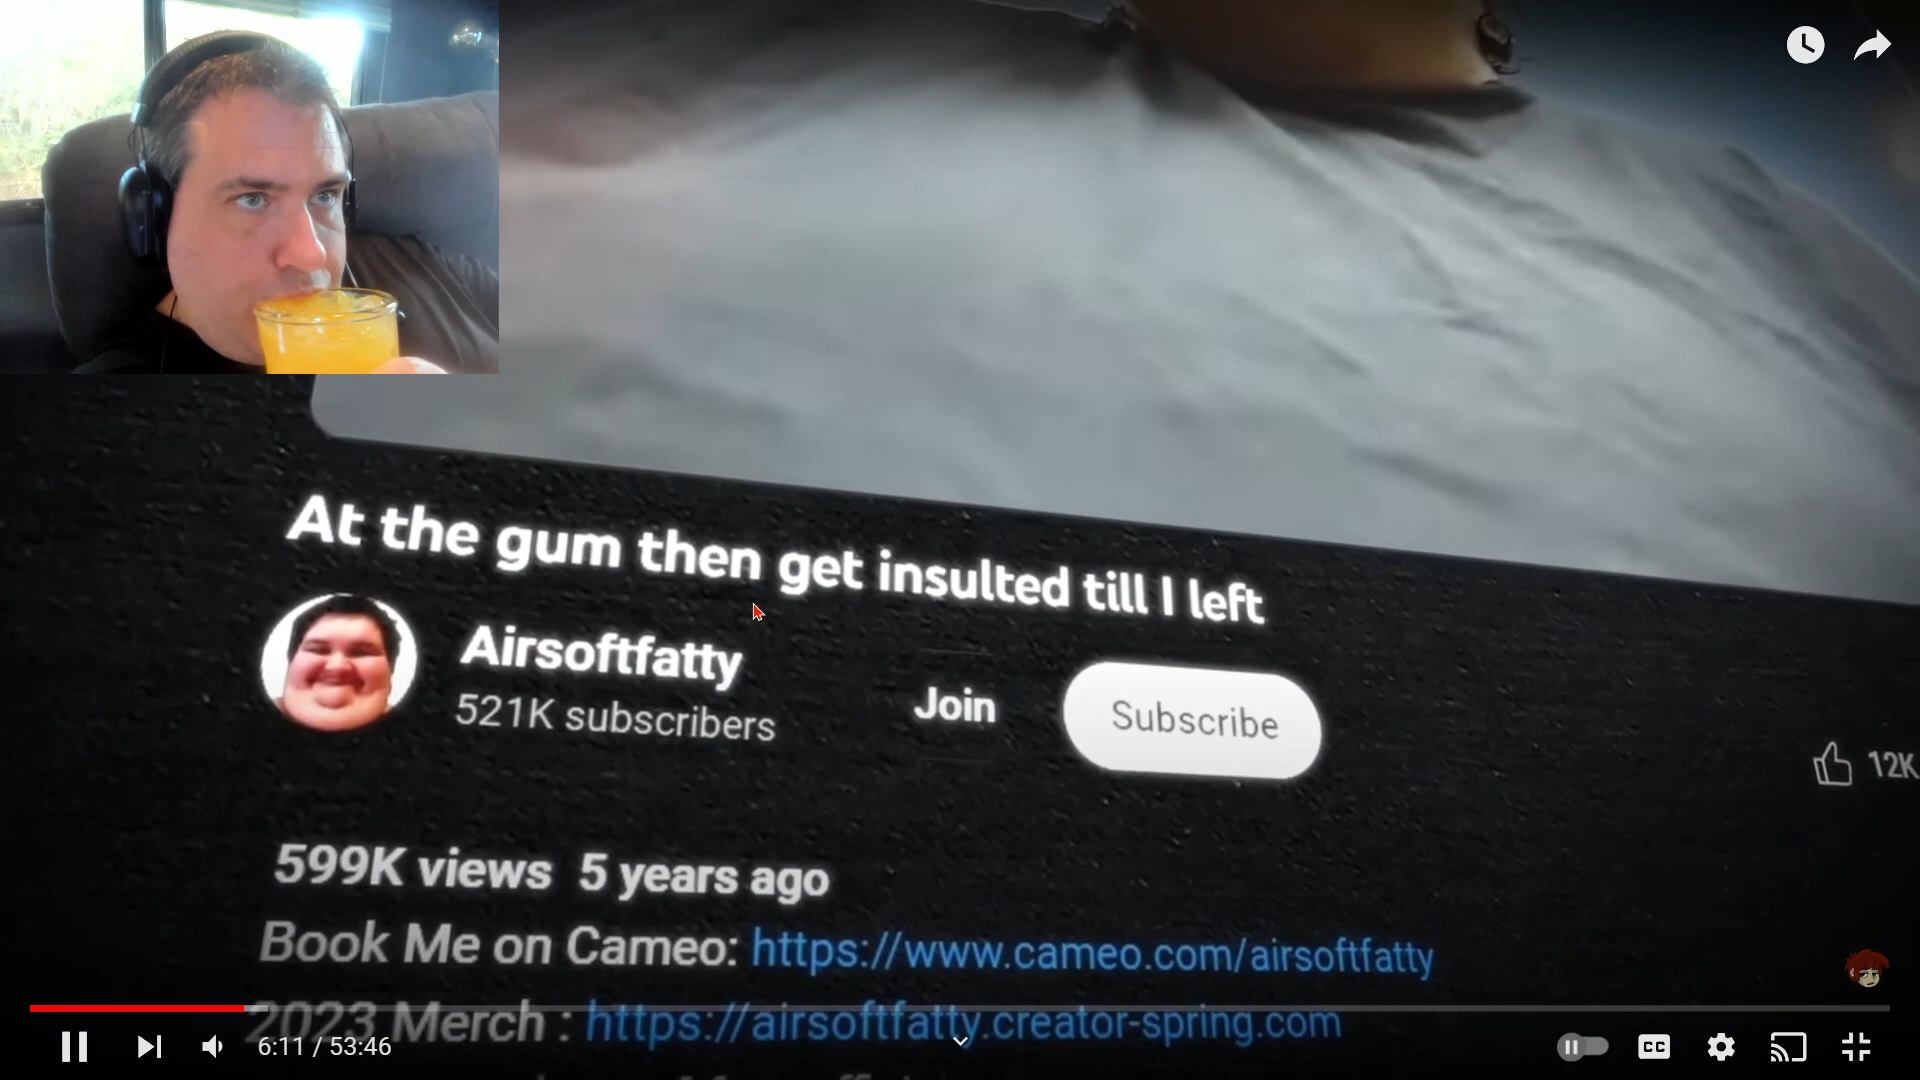 At the gum then get insulted till I left
Airsoftfatty
521K subscribers
Join
Subscribe
12K
599K views 5 years ago
Book Me on Cameo: https://www.cameo.com/airsoftfatty
2023 Merch : https://airsoftfatty.creator-spring.com
6:11 / 53:46
CC